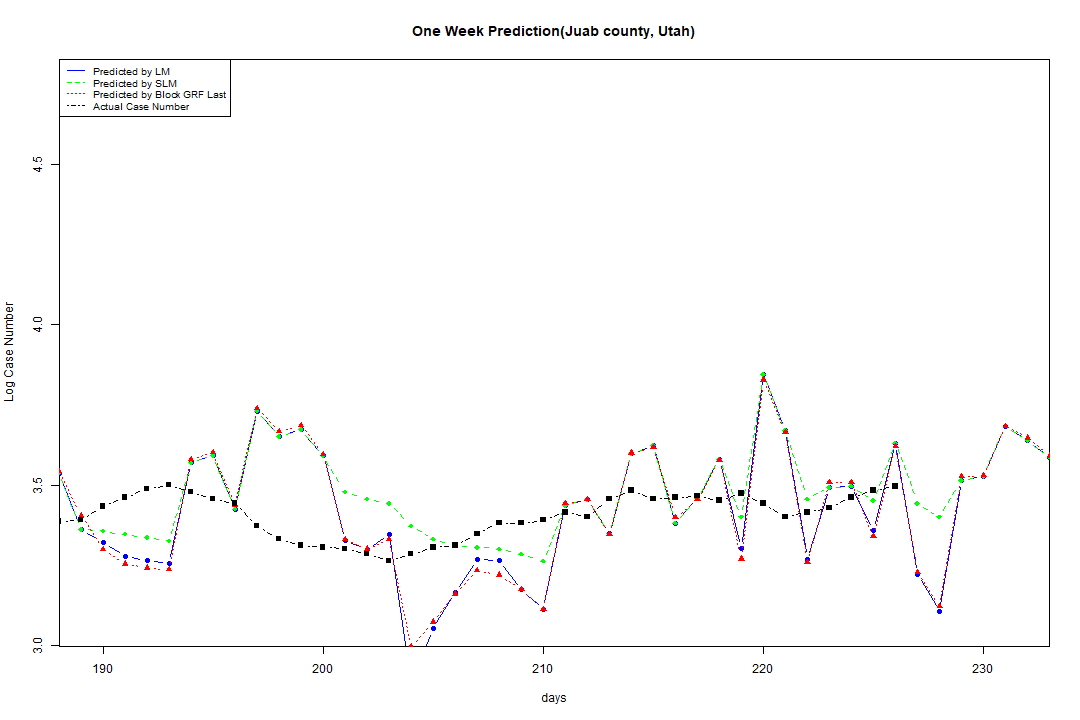 One Week Prediction(Juab county, Utah)
Predicted by LM
Predicted by SLM
Predicted by Block GRF Last
Actual Case Number
4.5
4.0
3.5
3.0
Log Case Number
190 200 210 220 230
days